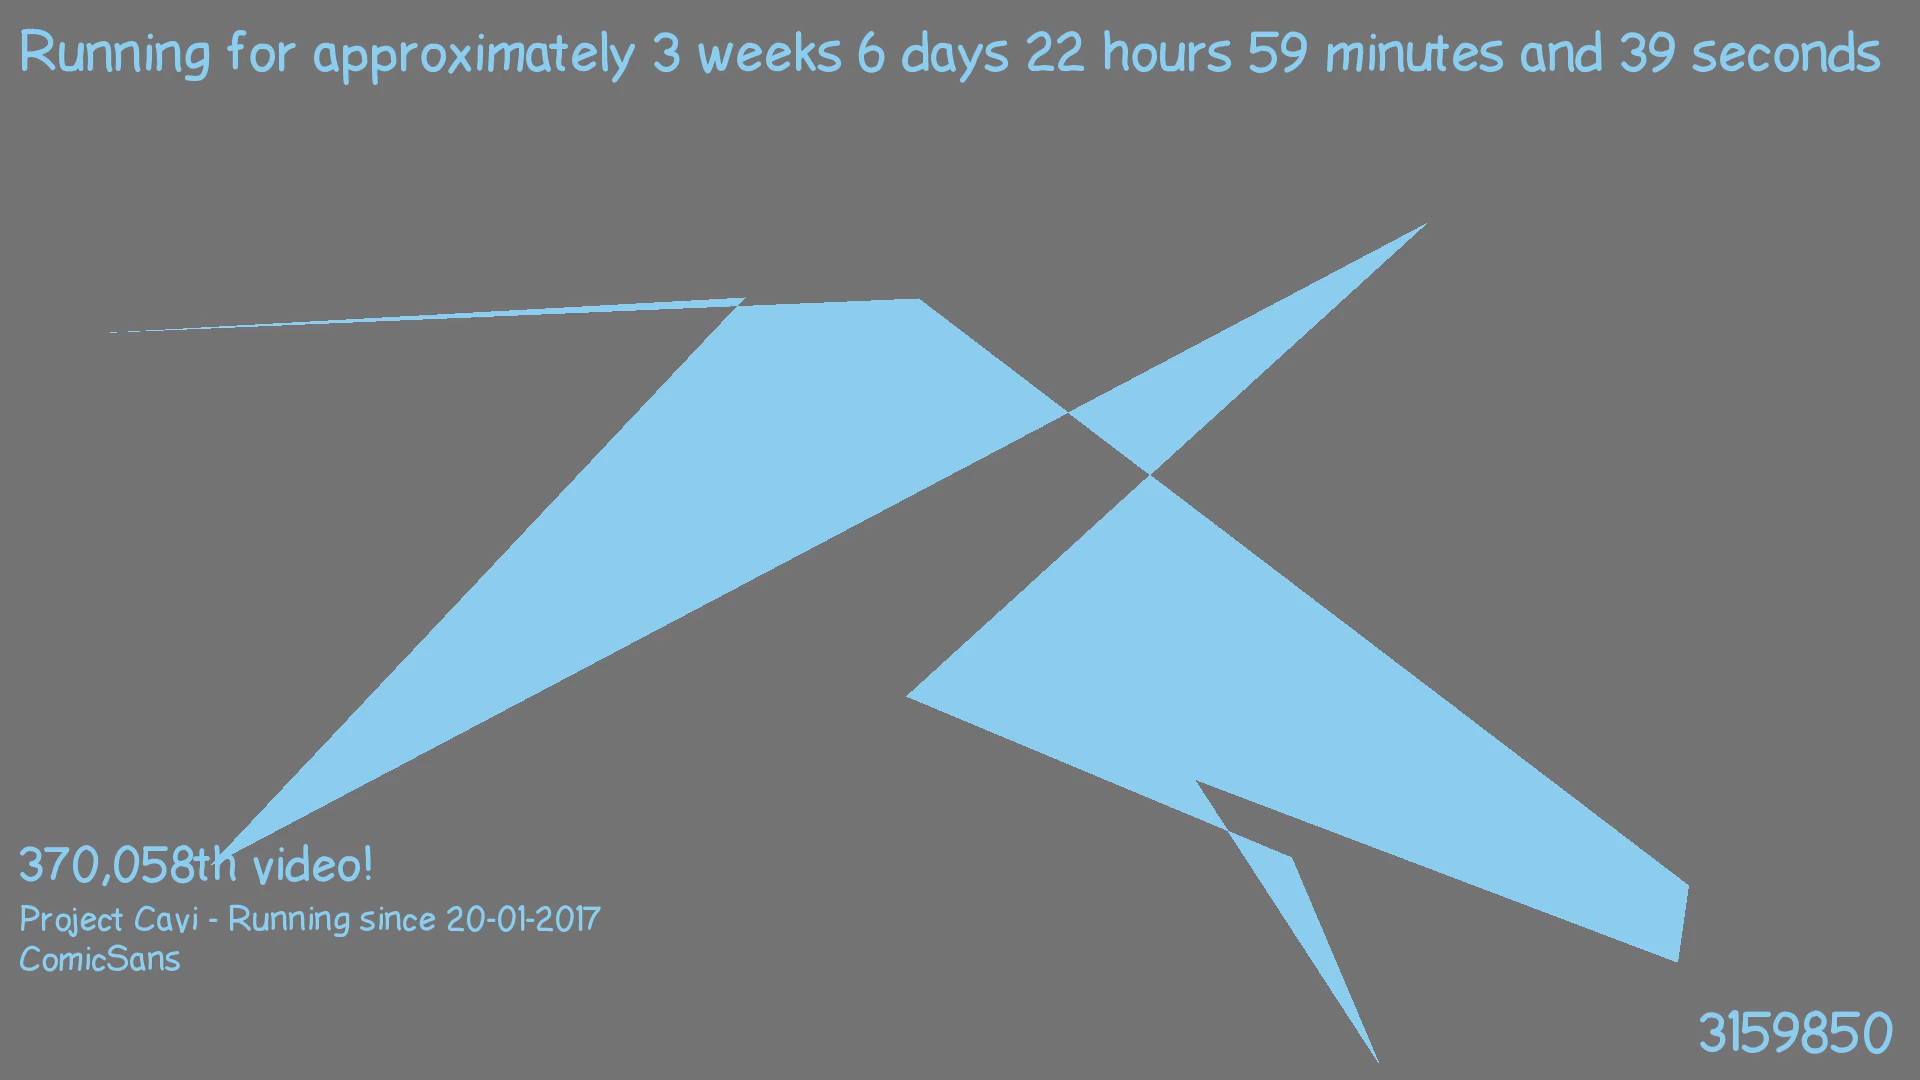 Running for approximately 3 weeks 6 days 22 hours 59 minutes and 39 seconds
370,058th video!
Project Cavi - Running since 20-01-2017
ComicSans
3159850